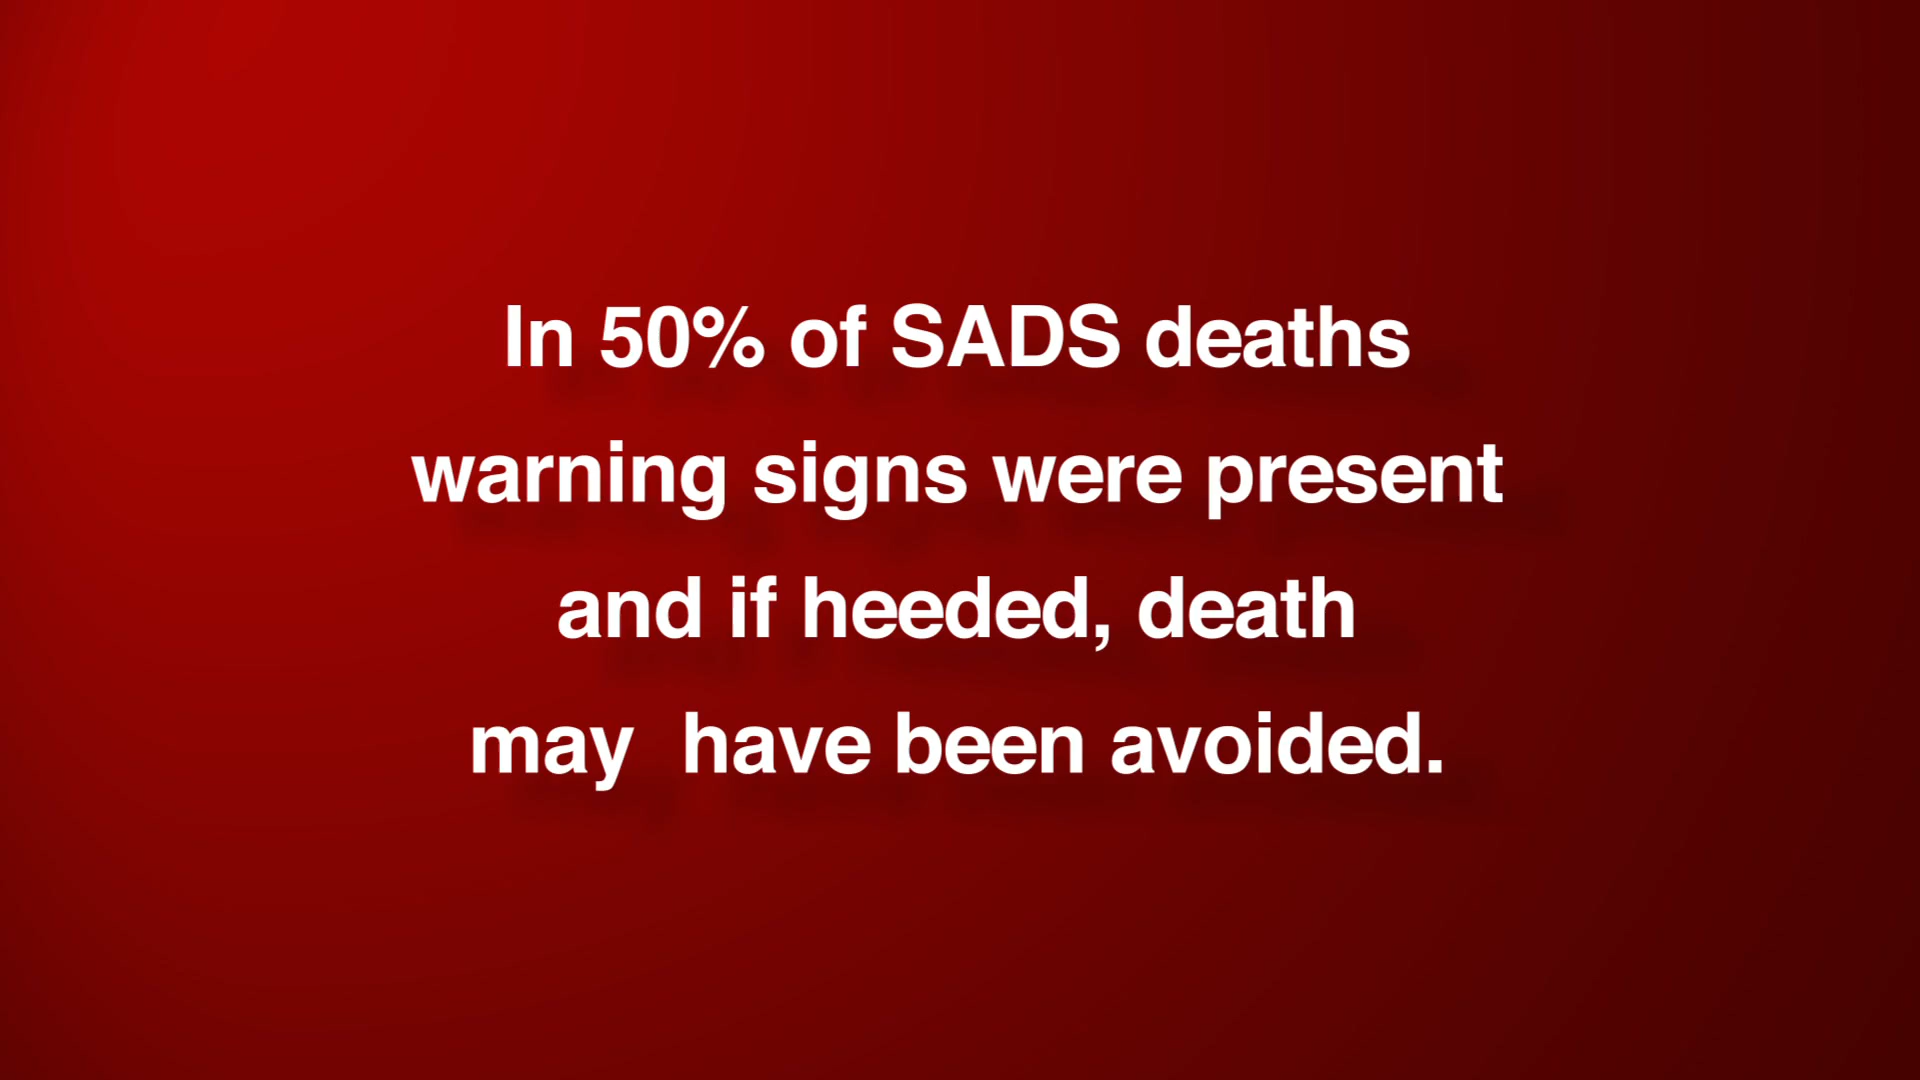 In 50% of SADS deaths
warning signs were present
and if heeded, death
may  have been avoided.